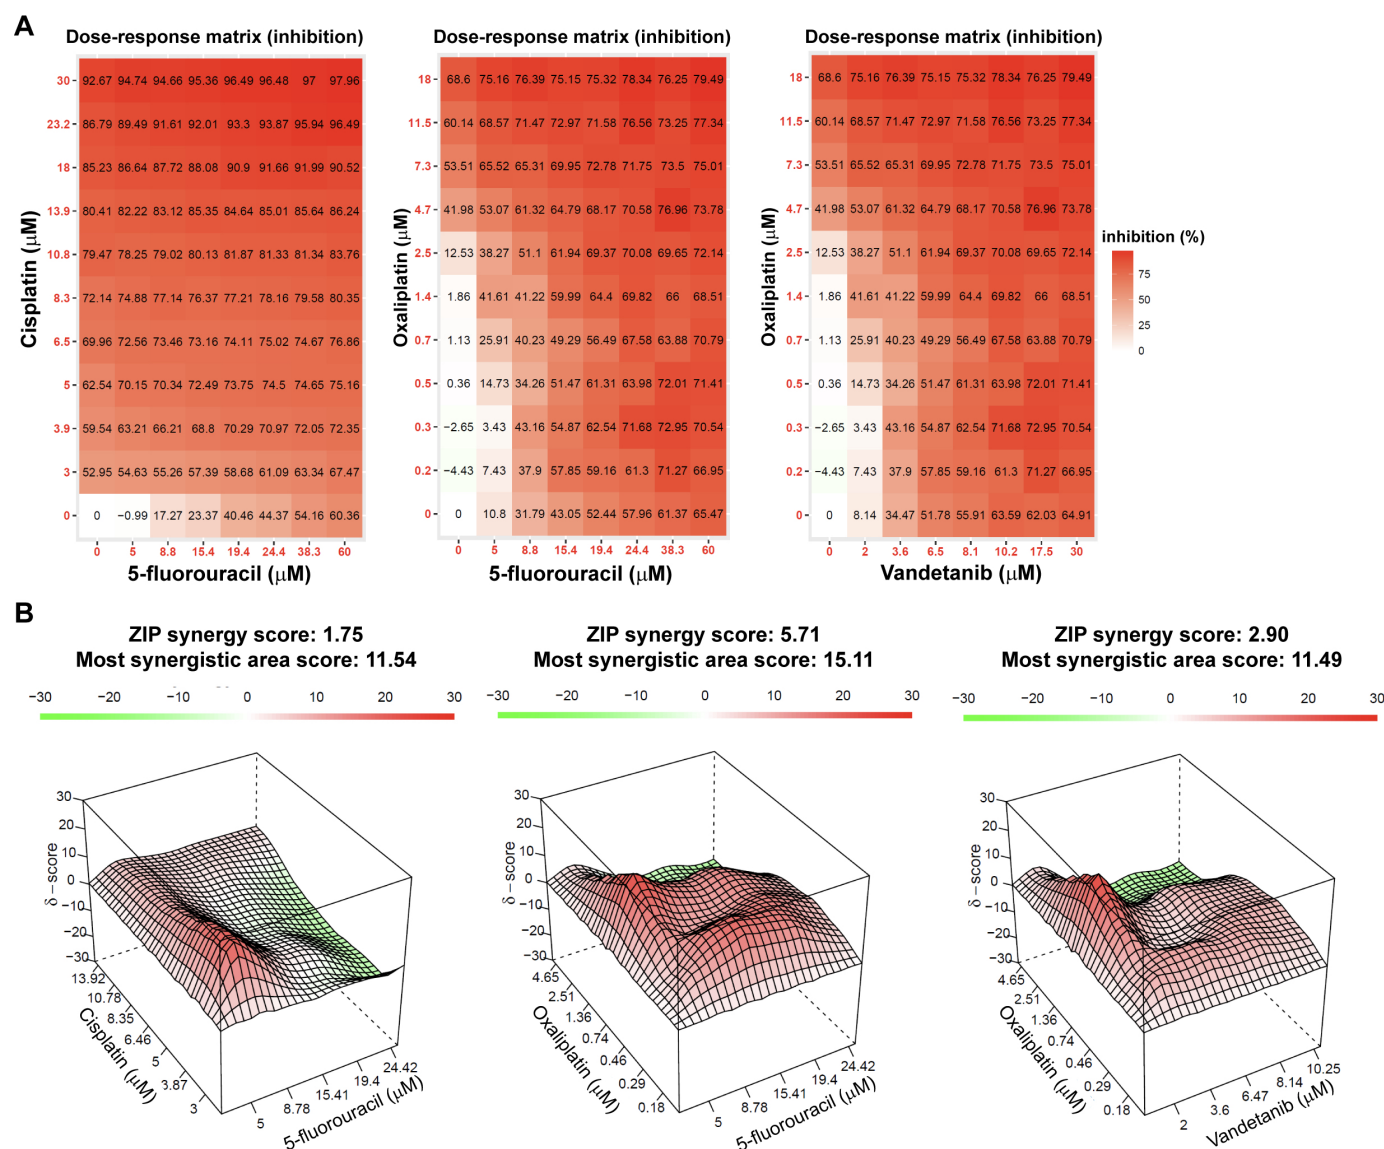 A
Dose-response matrix (inhibition)
Cisplatin (μM)
30 92.67 94.74 94.66 95.36 96.49 96.48 97 97.96
23.2 86.79 89.49 91.61 92.01 93.3 93.87 95.94 96.49
18 85.23 86.64 87.72 88.08 90.9 91.66 91.99 90.52
13.9 80.41 82.22 83.12 85.35 84.64 85.01 85.64 86.24
10.8 79.47 78.25 79.02 80.13 81.87 81.33 81.34 83.76
8.3 72.14 74.88 77.14 76.37 77.21 78.16 79.58 80.35
6.5 69.96 72.56 73.46 73.16 74.11 75.02 74.67 76.86
5 62.54 70.15 70.34 72.49 73.75 74.5 74.65 75.16
3.9 59.54 63.21 66.21 68.8 70.29 70.97 72.05 72.35
3 52.95 54.63 55.26 57.39 58.68 61.09 63.34 67.47
0 0 −0.99 17.27 23.37 40.46 44.37 54.16 60.36
0 5 8.8 15.4 19.4 24.4 38.3 60
5-fluorouracil (μM)
Dose-response matrix (inhibition)
Oxaliplatin (μM)
18 68.6 75.16 76.39 75.15 75.32 78.34 76.25 79.49
11.5 60.14 68.57 71.47 72.97 71.58 76.56 73.25 77.34
7.3 53.51 65.52 65.31 69.95 72.78 71.75 73.5 75.01
4.7 41.98 53.07 61.32 64.79 68.17 70.58 76.96 73.78
2.5 12.53 38.27 51.1 61.94 69.37 70.08 69.65 72.14
1.4 1.86 41.61 41.22 59.99 64.4 69.82 66 68.51
0.7 1.13 25.91 40.23 49.29 56.49 67.58 63.88 70.79
0.5 0.36 14.73 34.26 51.47 61.31 63.98 72.01 71.41
0.3 −2.65 3.43 43.16 54.87 62.54 71.68 72.95 70.54
0.2 −4.43 7.43 37.9 57.85 59.16 61.3 71.27 66.95
0 0 10.8 31.79 43.05 52.44 57.96 61.37 65.47
0 5 8.8 15.4 19.4 24.4 38.3 60
5-fluorouracil (μM)
Dose-response matrix (inhibition)
Oxaliplatin (μM)
18 68.6 75.16 76.39 75.15 75.32 78.34 76.25 79.49
11.5 60.14 68.57 71.47 72.97 71.58 76.56 73.25 77.34
7.3 53.51 65.52 65.31 69.95 72.78 71.75 73.5 75.01
4.7 41.98 53.07 61.32 64.79 68.17 70.58 76.96 73.78
2.5 12.53 38.27 51.1 61.94 69.37 70.08 69.65 72.14
1.4 1.86 41.61 41.22 59.99 64.4 69.82 66 68.51
0.7 1.13 25.91 40.23 49.29 56.49 67.58 63.88 70.79
0.5 0.36 14.73 34.26 51.47 61.31 63.98 72.01 71.41
0.3 −2.65 3.43 43.16 54.87 62.54 71.68 72.95 70.54
0.2 −4.43 7.43 37.9 57.85 59.16 61.3 71.27 66.95
0 0 8.14 34.47 51.78 55.91 63.59 62.03 64.91
0 2 3.6 6.5 8.1 10.2 17.5 30
Vandetanib (μM)
inhibition (%)
75
50
25
0
B
ZIP synergy score: 1.75
Most synergistic area score: 11.54
−30 −20 −10 0 10 20 30
30
20
10
0
−10
−20
−30
δ−score
13.92
10.78
8.35
6.46
5
3.87
3
Cisplatin (μM)
5
8.78
15.41
19.4
24.42
5-fluorouracil (μM)
ZIP synergy score: 5.71
Most synergistic area score: 15.11
−30 −20 −10 0 10 20 30
30
20
10
0
−10
−20
−30
δ−score
4.65
2.51
1.36
0.74
0.46
0.29
0.18
Oxaliplatin (μM)
5
8.78
15.41
19.4
24.42
5-fluorouracil (μM)
ZIP synergy score: 2.90
Most synergistic area score: 11.49
−30 −20 −10 0 10 20 30
30
20
10
0
−10
−20
−30
δ−score
4.65
2.51
1.36
0.74
0.46
0.29
0.18
Oxaliplatin (μM)
2
3.6
6.47
8.14
10.25
Vandetanib (μM)